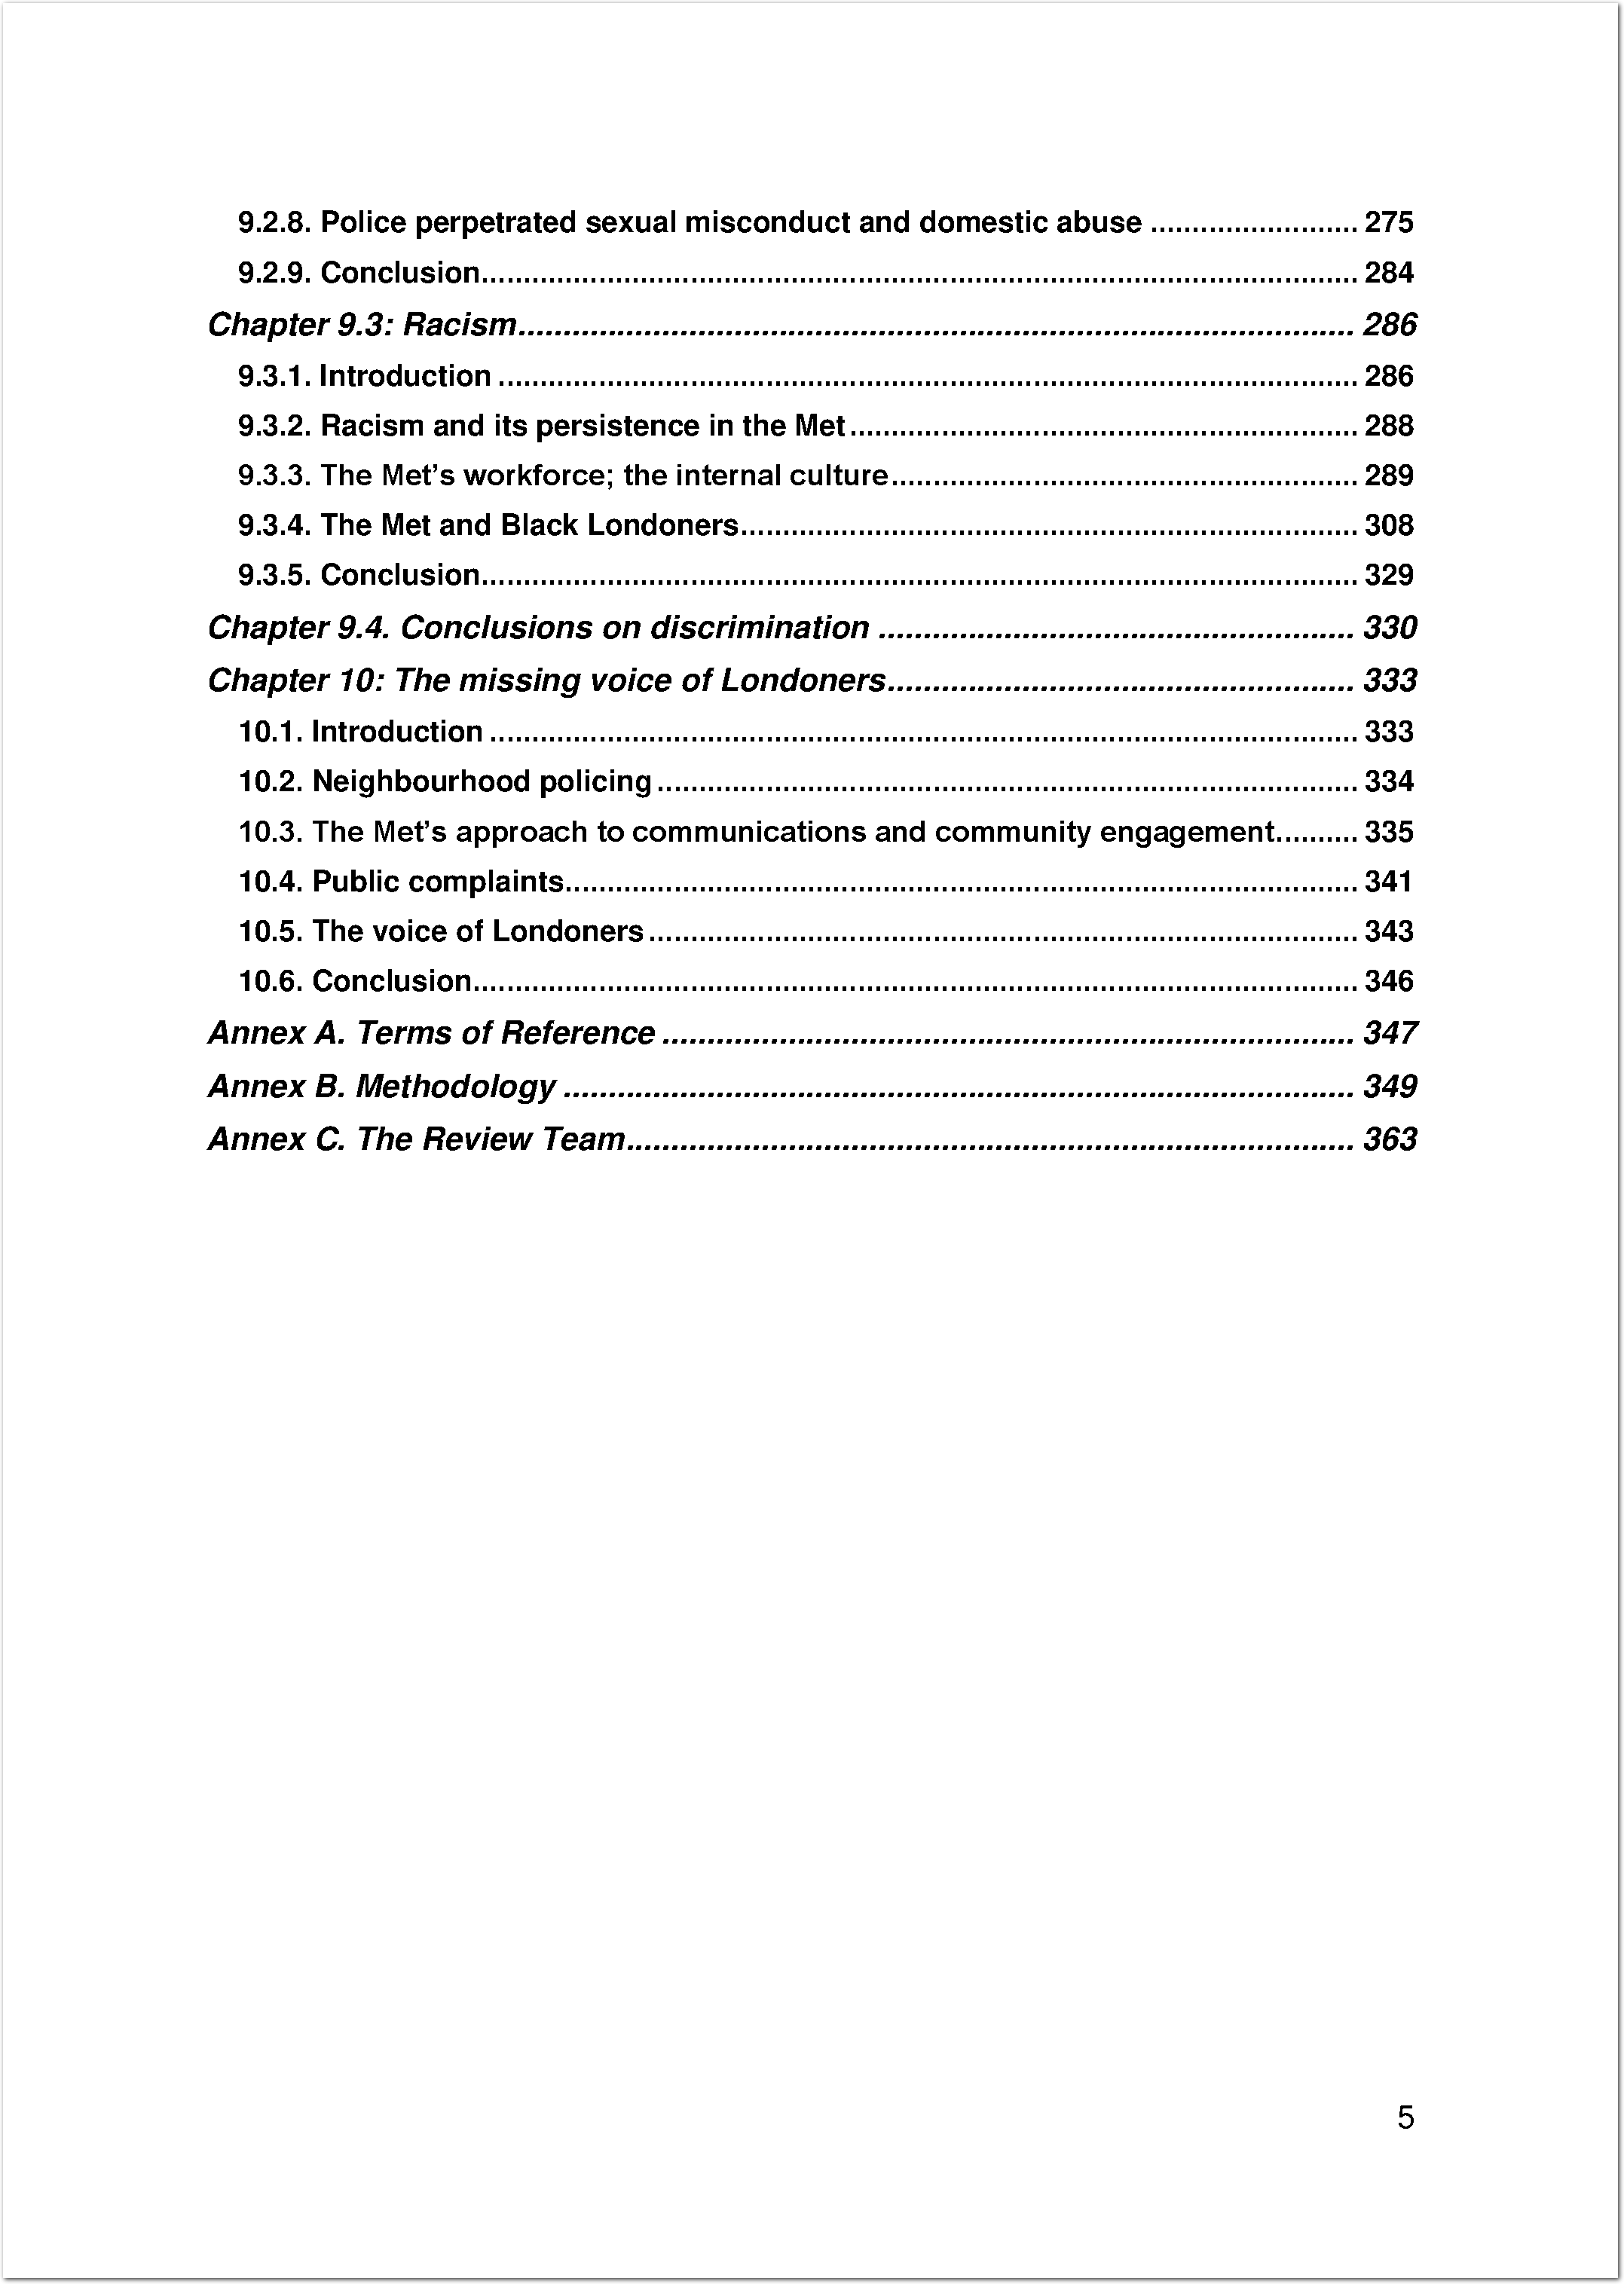 9.2.8. Police perpetrated sexual misconduct and domestic abuse ......................... 275
9.2.9. Conclusion......................................................................................................... 284
Chapter 9.3: Racism.............................................................................................. 286
9.3.1. Introduction ....................................................................................................... 286
9.3.2. Racism and its persistence in the Met ............................................................. 288
9.3.3. The Met’s workforce; the internal culture........................................................ 289
9.3.4. The Met and Black Londoners.......................................................................... 308
9.3.5. Conclusion......................................................................................................... 329
Chapter 9.4. Conclusions on discrimination ..................................................... 330
Chapter 10: The missing voice of Londoners.................................................... 333
10.1. Introduction ........................................................................................................ 333
10.2. Neighbourhood policing .................................................................................... 334
10.3. The Met’s approach to communications and community engagement.......... 335
10.4. Public complaints............................................................................................... 341
10.5. The voice of Londoners ..................................................................................... 343
10.6. Conclusion.......................................................................................................... 346
Annex A. Terms of Reference ............................................................................. 347
Annex B. Methodology ........................................................................................ 349
Annex C. The Review Team................................................................................. 363
5